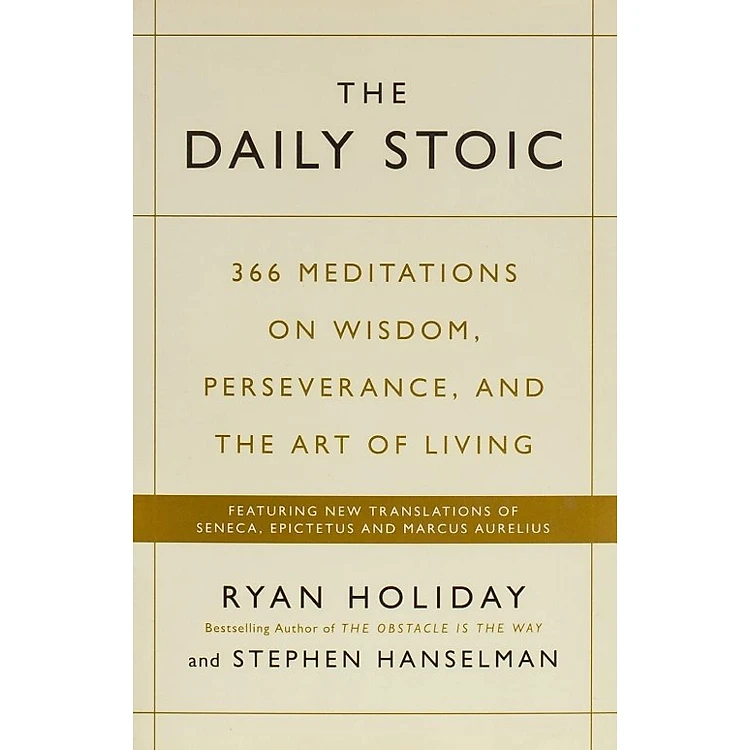 THE
DAILY STOIC
366 MEDITATIONS
ON WISDOM,
PERSEVERANCE, AND
THE ART OF LIVING
FEATURING NEW TRANSLATIONS OF
SENECA, EPICTETUS AND MARCUS AURELIUS
RYAN HOLIDAY
Bestselling Author of THE OBSTACLE IS THE WAY
and STEPHEN HANSELMAN